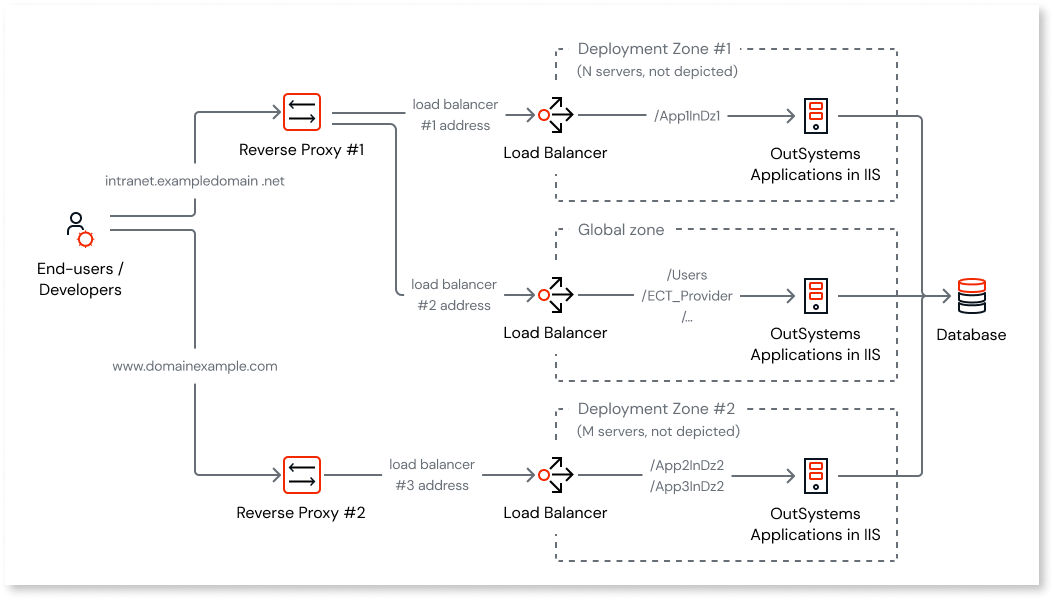 Deployment Zone #1
(N servers, not depicted)
load balancer
#1 address
/App1InDz1
Reverse Proxy #1
Load Balancer
OutSystems
Applications in IIS
intranet.exampledomain .net
End-users /
Developers
Global zone
load balancer
#2 address
/Users
/ECT_Provider
/...
Load Balancer
OutSystems
Applications in IIS
Database
www.domainexample.com
Deployment Zone #2
(M servers, not depicted)
load balancer
#3 address
/App2InDz2
/App3InDz2
Reverse Proxy #2
Load Balancer
OutSystems
Applications in IIS